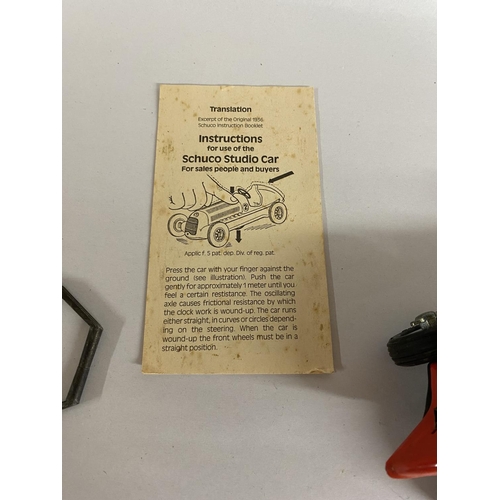 Translation
Excerpt of the Original 1936
Schuco Instruction Booklet
Instructions
for use of the
Schuco Studio Car
For sales people and buyers
Applic f. 5 pat. dep. Div. of reg. pat.
Press the car with your finger against the
ground (see illustration). Push the car
gently for approximately 1 meter until you
feel a certain restistance. The oscillating
axle causes frictional resistance by which
the clock work is wound-up. The car runs
either straight, in curves or circles depend-
ing on the steering. When the car is
wound-up the front wheels must be in a
straight position.